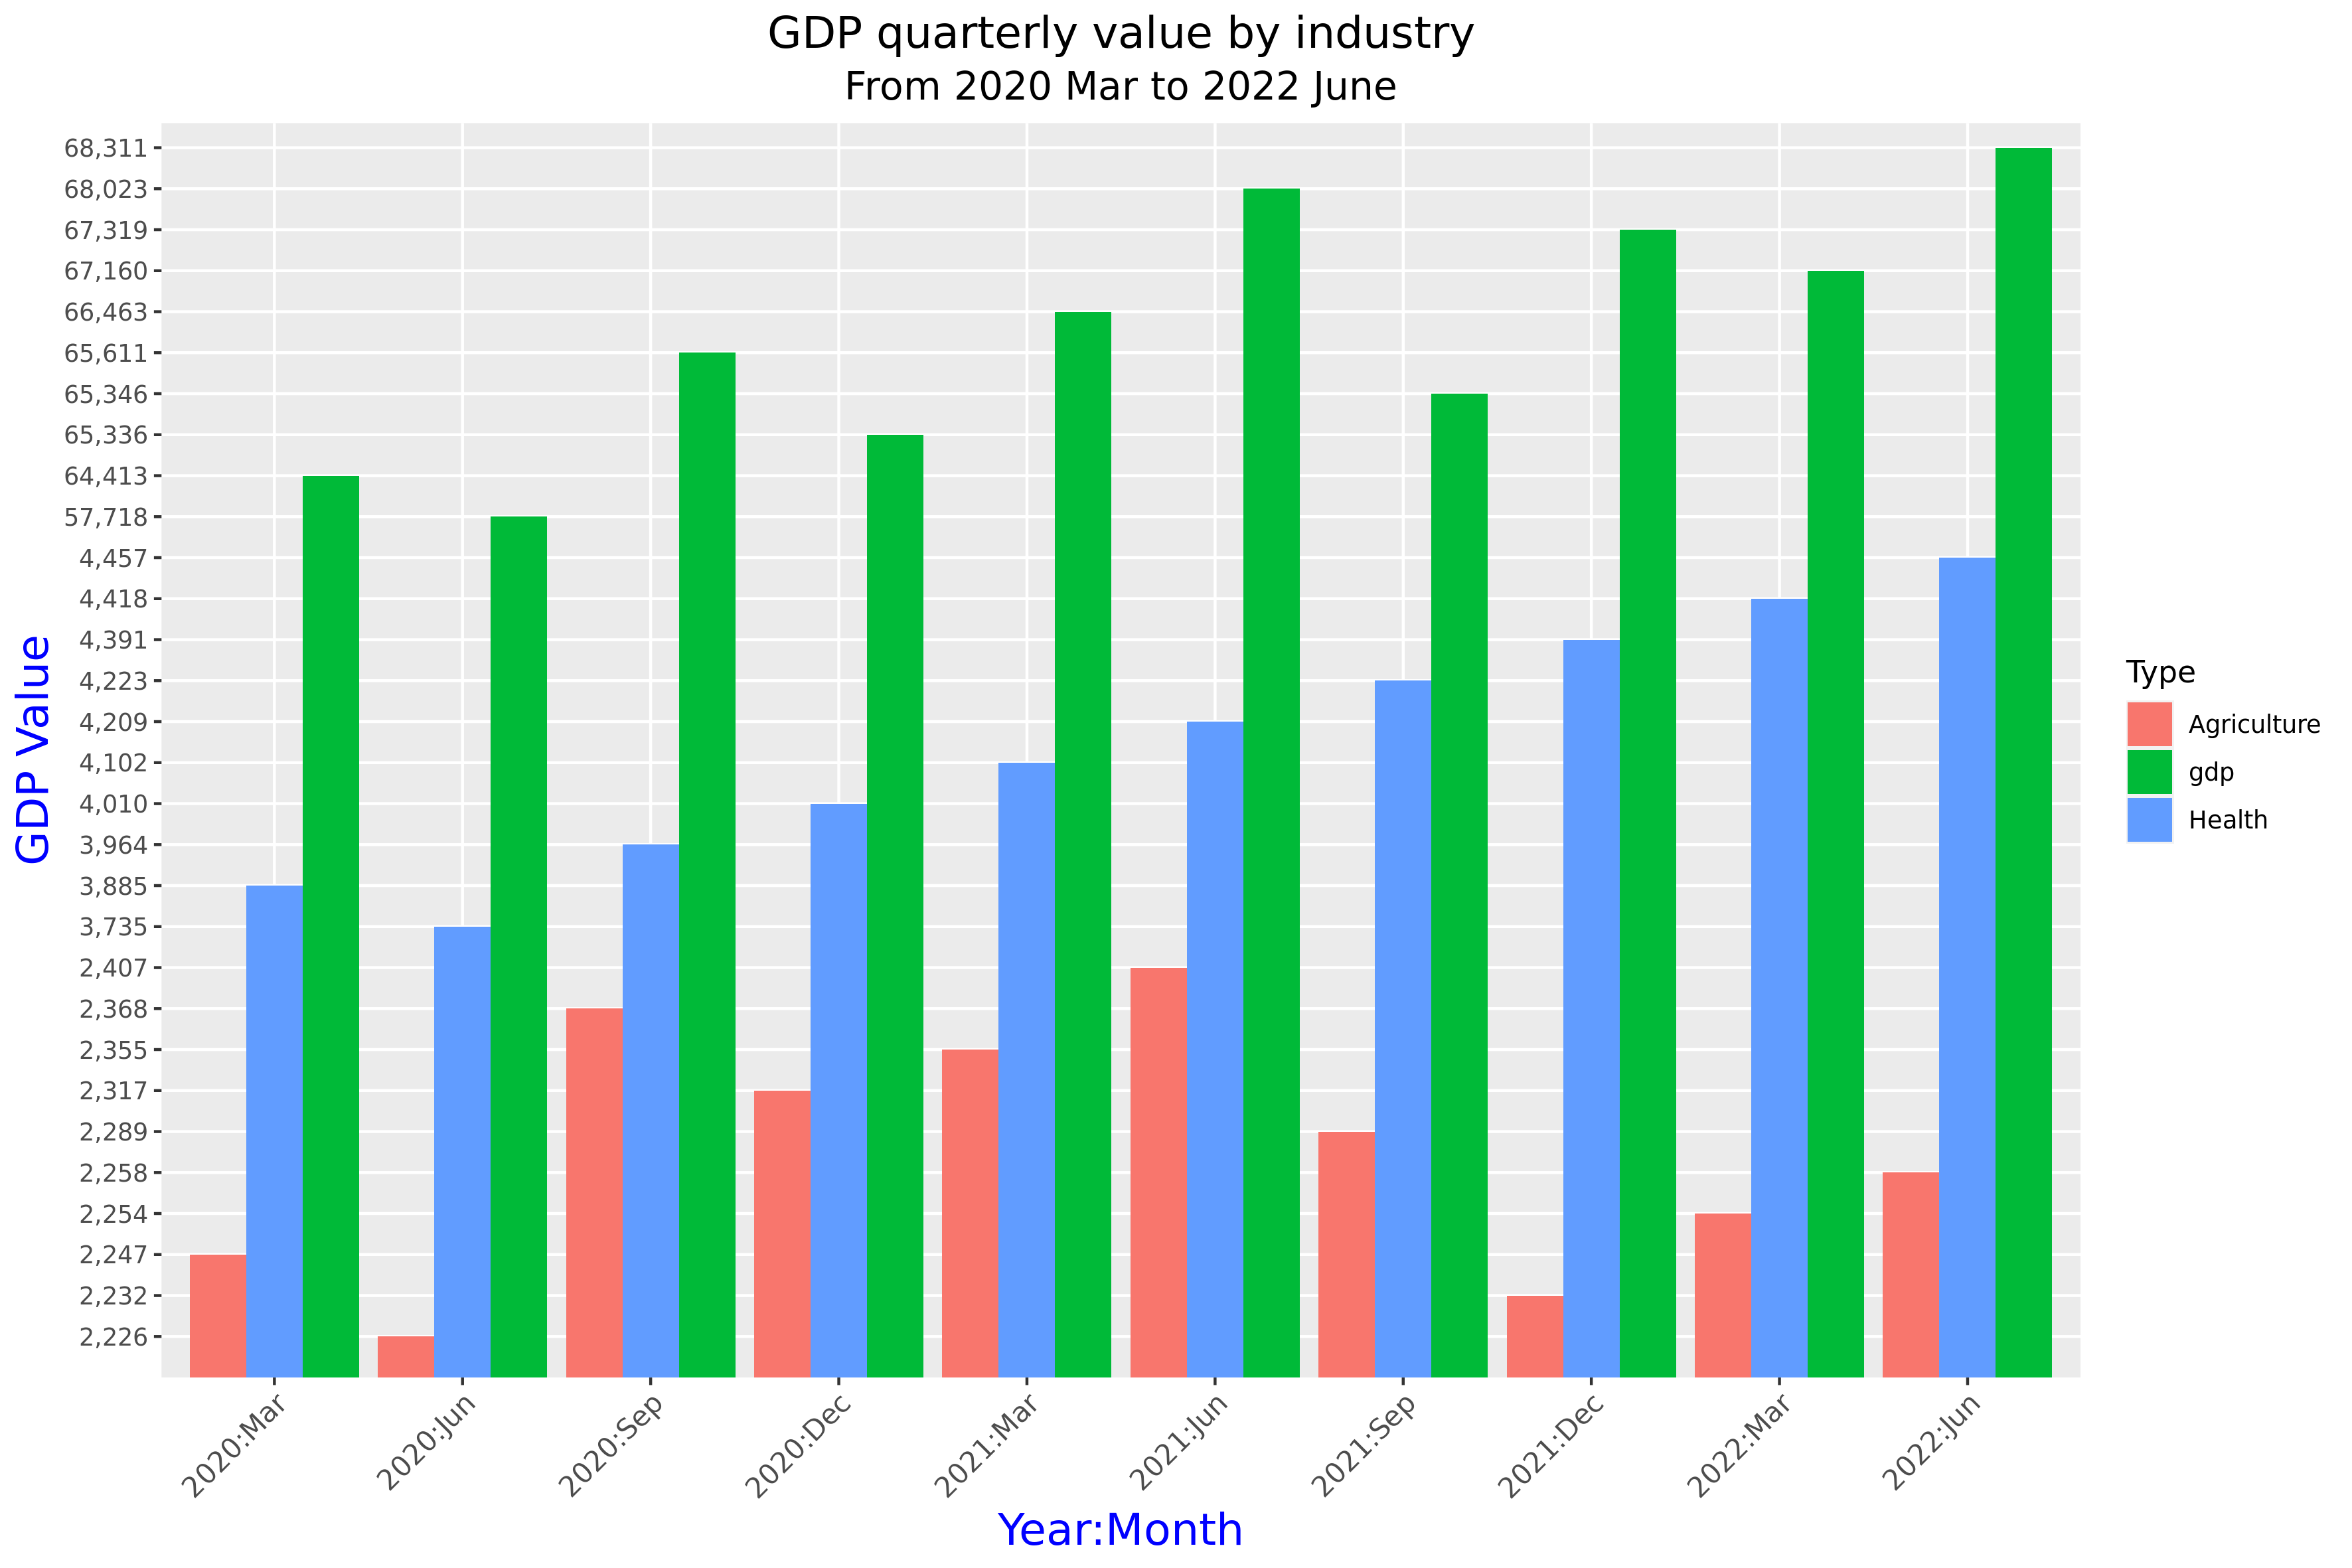 GDP quarterly value by industry
From 2020 Mar to 2022 June
68,311
68,023
67,319
67,160
66,463
65,611
65,346
65,336
64,413
57,718
4,457
4,418
4,391
4,223
4,209
4,102
4,010
3,964
3,885
3,735
2,407
2,368
2,355
2,317
2,289
2,258
2,254
2,247
2,232
2,226
GDP Value
2020:Mar
2020:Jun
2020:Sep
2020:Dec
2021:Mar
2021:Jun
2021:Sep
2021:Dec
2022:Mar
2022:Jun
Year:Month
Type
Agriculture
gdp
Health